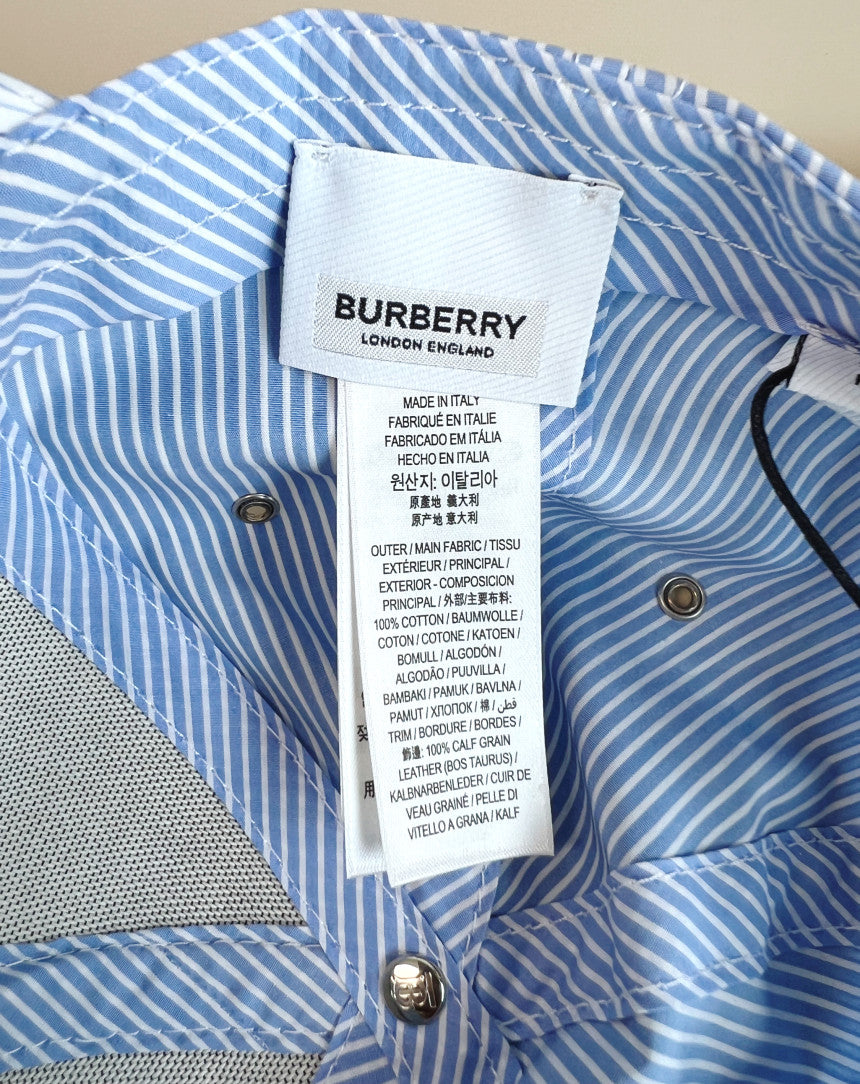 BURBERRY
LONDON ENGLAND
MADE IN ITALY
FABRIQUÉ EN ITALIE
FABRICADO EM ITÁLIA
HECHO EN ITALIA
원산지: 이탈리아
原產地 義大利
原产地 意大利
OUTER / MAIN FABRIC / TISSU
EXTÉRIEUR / PRINCIPAL /
EXTERIOR - COMPOSICION
PRINCIPAL / 外部/主要布料:
100% COTTON / BAUMWOLLE /
COTON / COTONE / KATOEN /
BOMULL / ALGODÓN /
ALGODÃO / PUUVILLA /
BAMBAKI / PAMUK / BAVLNA /
PAMUT / ХЛОПОК / 棉 / قطن /
TRIM / BORDURE / BORDES /
飾邊: 100% CALF GRAIN
LEATHER (BOS TAURUS) /
KALBNARBENLEDER / CUIR DE
VEAU GRAINÉ / PELLE DI
VITELLO A GRANA / KALF
用